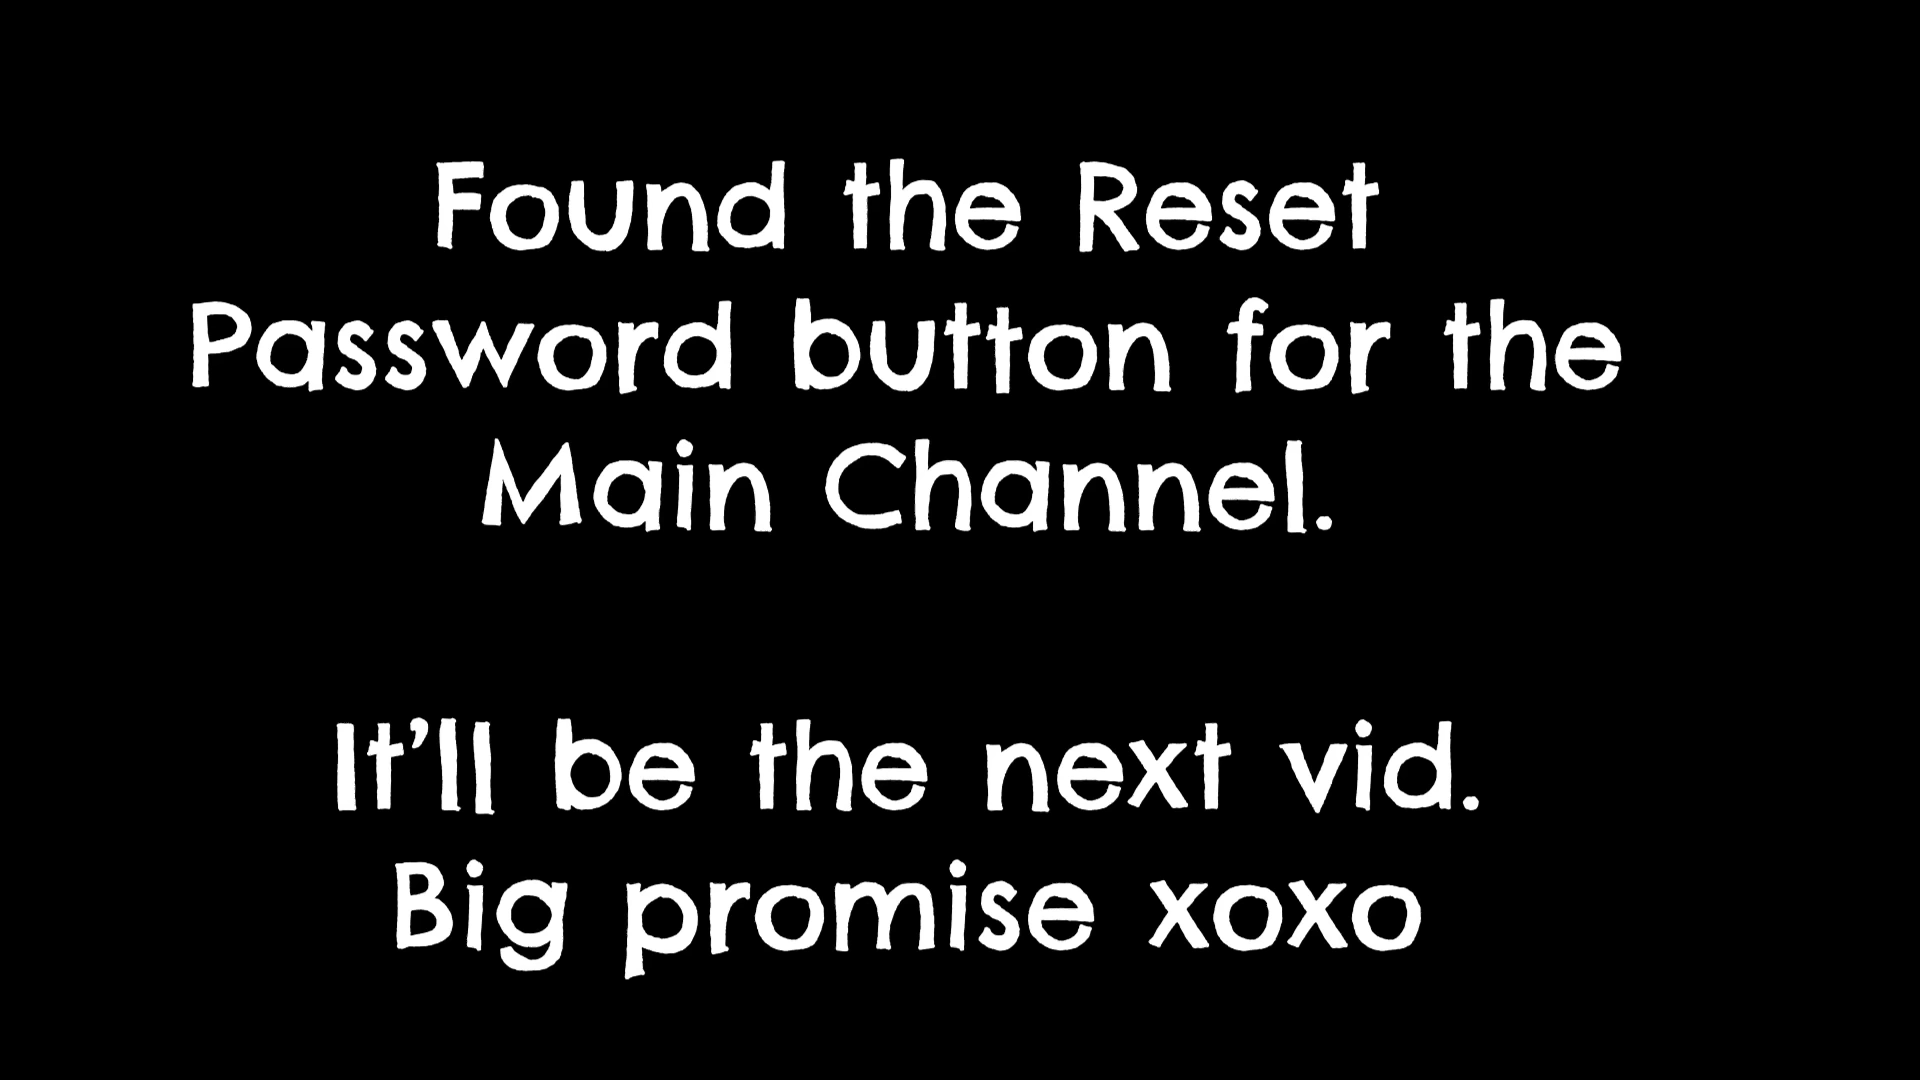 Found the Reset
Password button for the
Main Channel.
It’ll be the next vid.
Big promise xoxo